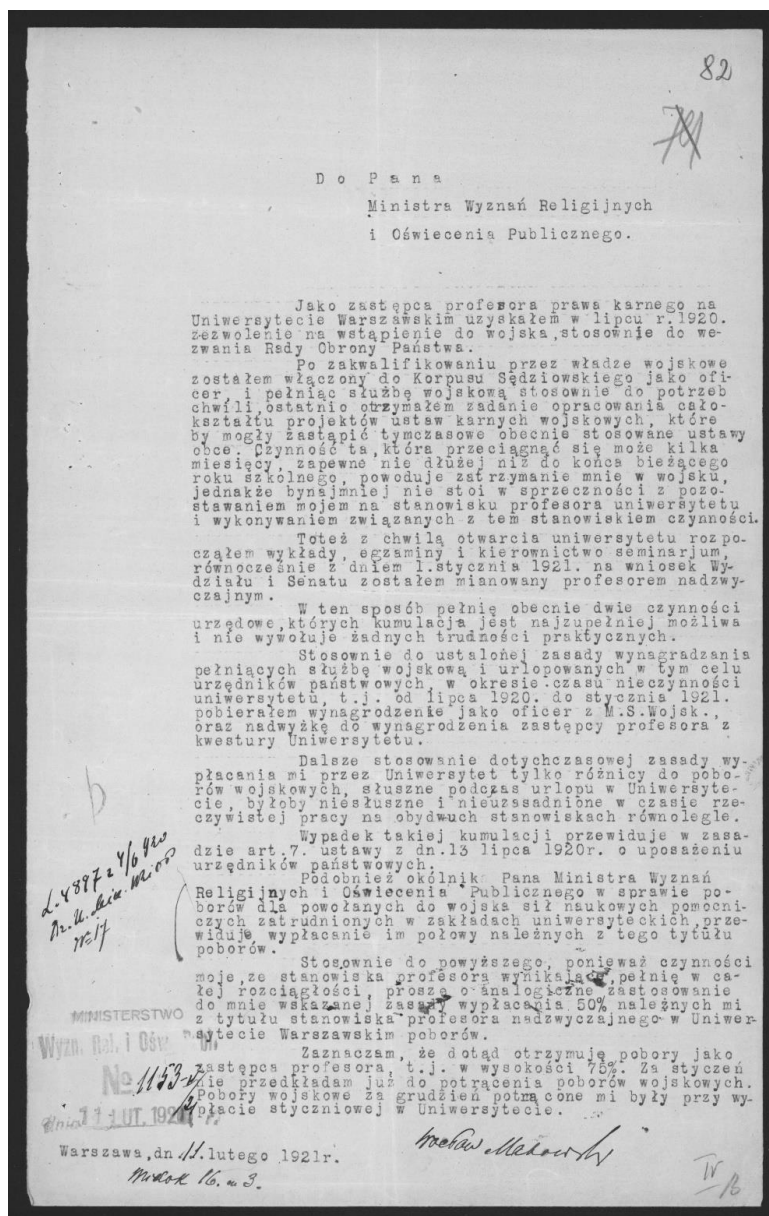 82
D o P a n a
Ministra Wyznań Religijnych
i Oświecenia Publicznego.
Jako zastępca profesora prawa karnego na
Uniwersytecie Warszawskim uzyskałem w lipcu r.1920.
zezwolenie na wstąpienie do wojska,stosownie do we-
zwania Rady Obrony Państwa.
Po zakwalifikowaniu przez władze wojskowe
zostałem włączony do Korpusu Sędziowskiego jako ofi-
cer, i pełniąc służbę wojskową stosownie do potrzeb
chwili,ostatnio otrzymałem zadanie opracowania cało-
kształtu projektów ustaw karnych wojskowych, które
by mogły zastąpić tymczasowe obecnie stosowane ustawy
obce. Czynność ta,która przeciągnąć się może kilka
miesięcy, zapewne nie dłużej niż do końca bieżącego
roku szkolnego, powoduje zatrzymanie mnie w wojsku,
jednakże bynajmniej nie stoi w sprzeczności z pozo-
stawaniem mojem na stanowisku profesora uniwersytetu
i wykonywaniem związanych z tem stanowiskiem czynności.
Toteż z chwilą otwarcia uniwersytetu rozpo-
cząłem wykłady, egzaminy i kierownictwo seminarjum,
równocześnie z dniem 1.stycznia 1921. na wniosek Wy-
działu i Senatu zostałem mianowany profesorem nadzwy-
czajnym.
W ten sposób pełnię obecnie dwie czynności
urzędowe,których kumulacja jest najzupełniej możliwa
i nie wywołuje żadnych trudności praktycznych.
Stosownie do ustalonej zasady wynagradzania
pełniących służbę wojskową i urlopowanych w tym celu
urzędników państwowych, w okresie czasu nieczynności
uniwersytetu, t.j. od lipca 1920. do stycznia 1921.
pobierałem wynagrodzenie jako oficer z M.S.Wojsk.,
oraz nadwyżkę do wynagrodzenia zastępcy profesora z
kwestury Uniwersytetu.
Dalsze stosowanie dotychczasowej zasady wy-
płacania mi przez Uniwersytet tylko różnicy do pobo-
rów wojskowych, słuszne podczas urlopu w Uniwersyte-
cie, byłoby niesłuszne i nieuzasadnione w czasie rze-
czywistej pracy na obydwuch stanowiskach równolegle.
Wypadek takiej kumulacji przewiduje w zasa-
dzie art.7. ustawy z dn.13 lipca 1920r. o uposażeniu
urzędników państwowych.
Podobnież okólnik Pana Ministra Wyznań
Religijnych i Oświecenia Publicznego w sprawie po-
borów dla powołanych do wojska sił naukowych pomocni-
czych zatrudnionych w zakładach uniwersyteckich,prze-
widuje wypłacanie im połowy należnych z tego tytułu
poborów.
Stosownie do powyższego, ponieważ czynności
moje,ze stanowiska profesora wynikające,pełnię w ca-
łej rozciągłości, proszę o analogiczne zastosowanie
do mnie wskazanej zasady wypłacania 50% należnych mi
z tytułu stanowiska profesora nadzwyczajnego w Uniwer-
sytecie Warszawskim poborów.
Zaznaczam, że dotąd otrzymuję pobory jako
zastępca profesora, t.j. w wysokości 75%. Za styczeń
nie przedkładam już do potrącenia poborów wojskowych.
Pobory wojskowe za grudzień potrącone mi były przy wy-
płacie styczniowej w Uniwersytecie.
MINISTERSTWO
Wyzn. Rel. i Ośw.
No 1153
dnia 11 LUT. 1921
Warszawa,dn.11.lutego 1921r.
Wacław Makowski
Widok 16. m 3.
IV